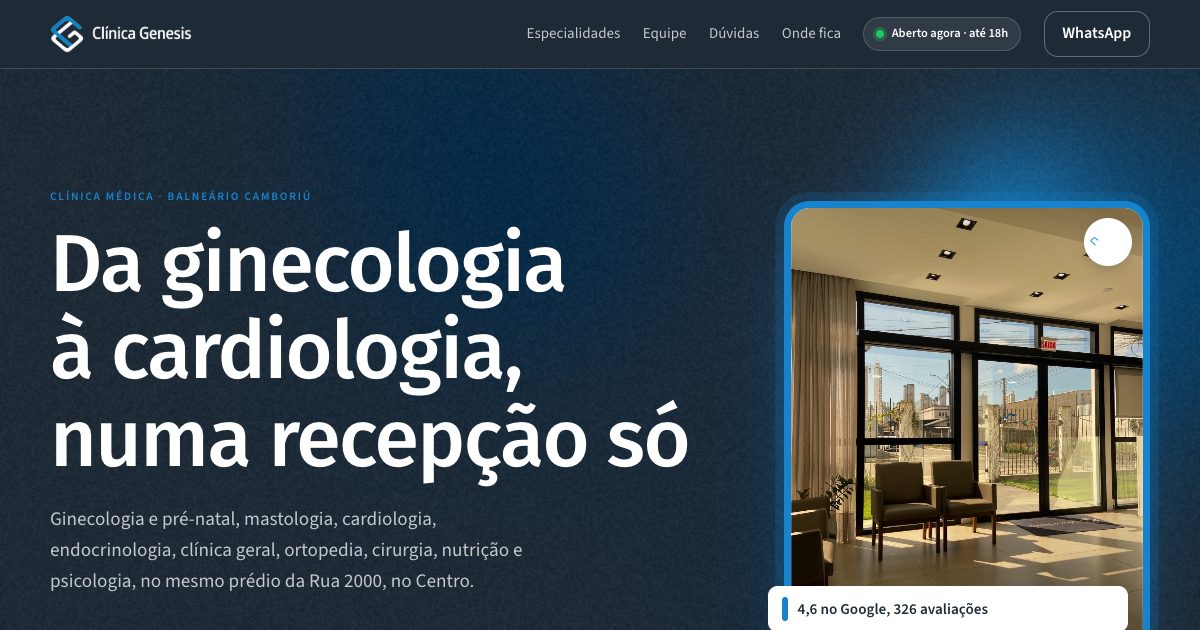 Clínica Genesis
Especialidades
Equipe
Dúvidas
Onde fica
Aberto agora · até 18h
WhatsApp
CLÍNICA MÉDICA · BALNEÁRIO CAMBORIÚ
Da ginecologia
à cardiologia,
numa recepção só
Ginecologia e pré-natal, mastologia, cardiologia,
endocrinologia, clínica geral, ortopedia, cirurgia, nutrição e
psicologia, no mesmo prédio da Rua 2000, no Centro.
4,6 no Google, 326 avaliações